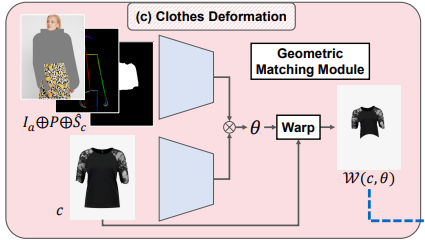 (c) Clothes Deformation
Geometric
Matching Module
I_a⊕P⊕Ŝ_c
⊗
θ
Warp
c
𝒲(c, θ)